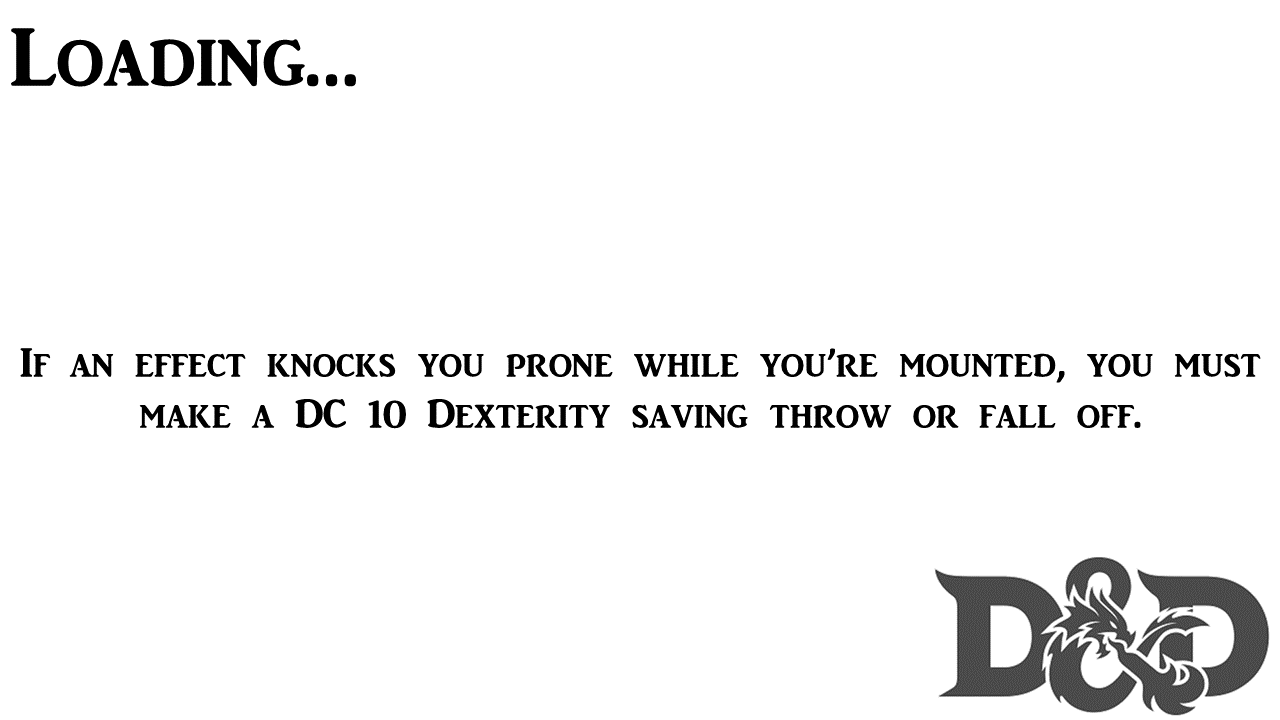 Loading...
If an effect knocks you prone while you're mounted, you must
make a DC 10 Dexterity saving throw or fall off.
D&D